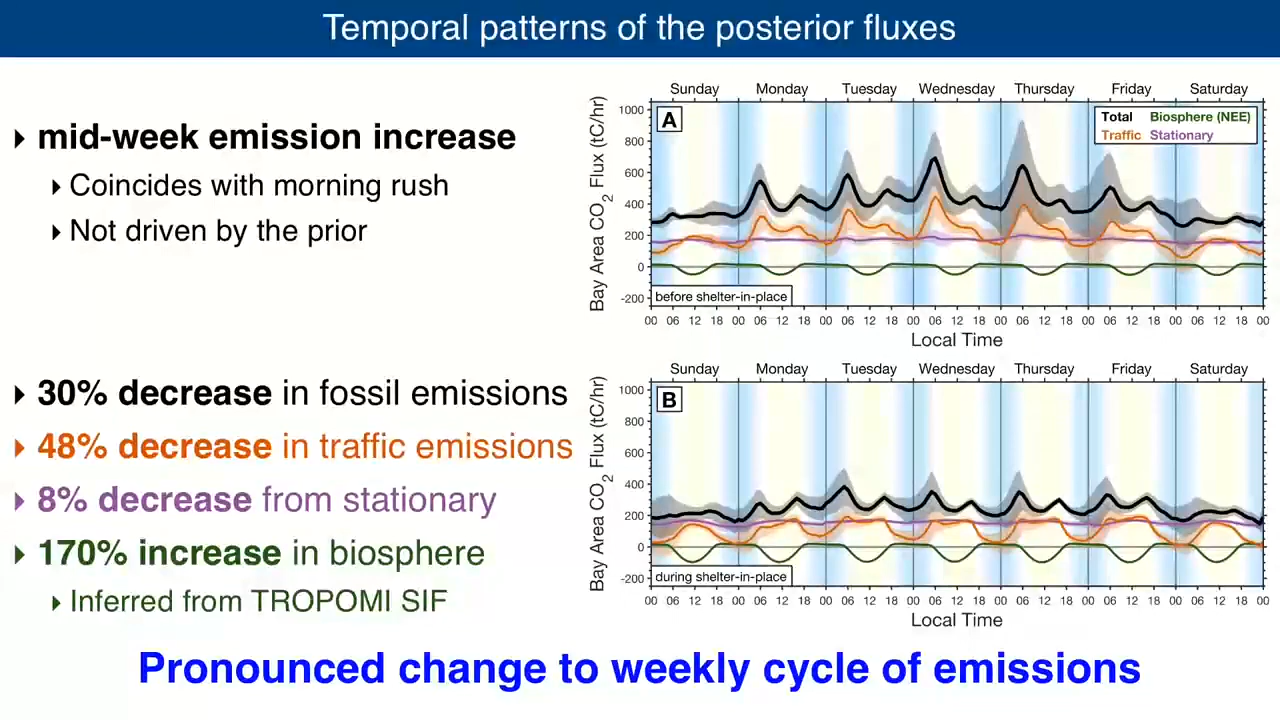 Temporal patterns of the posterior fluxes
mid-week emission increase
Coincides with morning rush
Not driven by the prior
30% decrease in fossil emissions
48% decrease in traffic emissions
8% decrease from stationary
170% increase in biosphere
Inferred from TROPOMI SIF
Sunday Monday Tuesday Wednesday Thursday Friday Saturday
A
Total Biosphere (NEE)
Traffic Stationary
Bay Area CO2 Flux (tC/hr)
1000
800
600
400
200
0
-200
before shelter-in-place
00 06 12 18 00 06 12 18 00 06 12 18 00 06 12 18 00 06 12 18 00 06 12 18 00 06 12 18 00
Local Time
Sunday Monday Tuesday Wednesday Thursday Friday Saturday
B
Bay Area CO2 Flux (tC/hr)
1000
800
600
400
200
0
-200
during shelter-in-place
00 06 12 18 00 06 12 18 00 06 12 18 00 06 12 18 00 06 12 18 00 06 12 18 00 06 12 18 00
Local Time
Pronounced change to weekly cycle of emissions